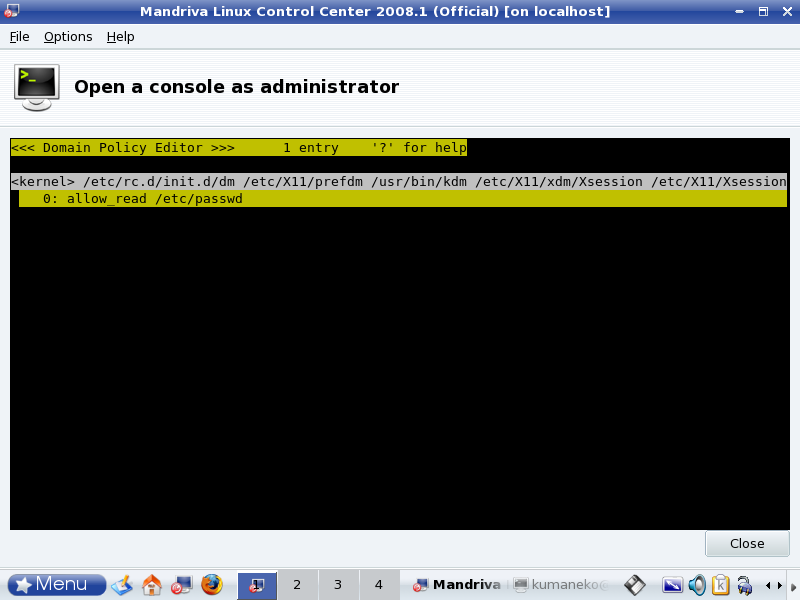 Mandriva Linux Control Center 2008.1 (Official) [on localhost]
File Options Help
>_
Open a console as administrator
<<< Domain Policy Editor >>>      1 entry    '?' for help
<kernel> /etc/rc.d/init.d/dm /etc/X11/prefdm /usr/bin/kdm /etc/X11/xdm/Xsession /etc/X11/Xsession
0: allow_read /etc/passwd
Close
Menu 1 2 3 4 Mandriva kumaneko@